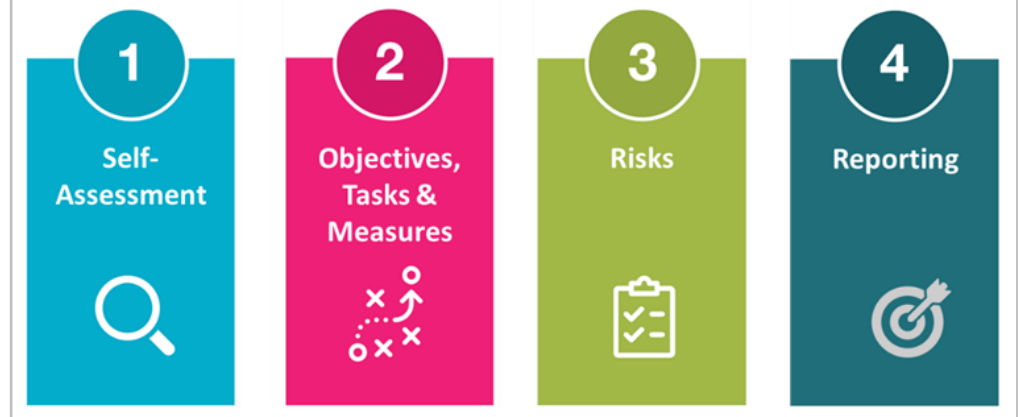 1
Self-
Assessment
2
Objectives,
Tasks &
Measures
3
Risks
4
Reporting